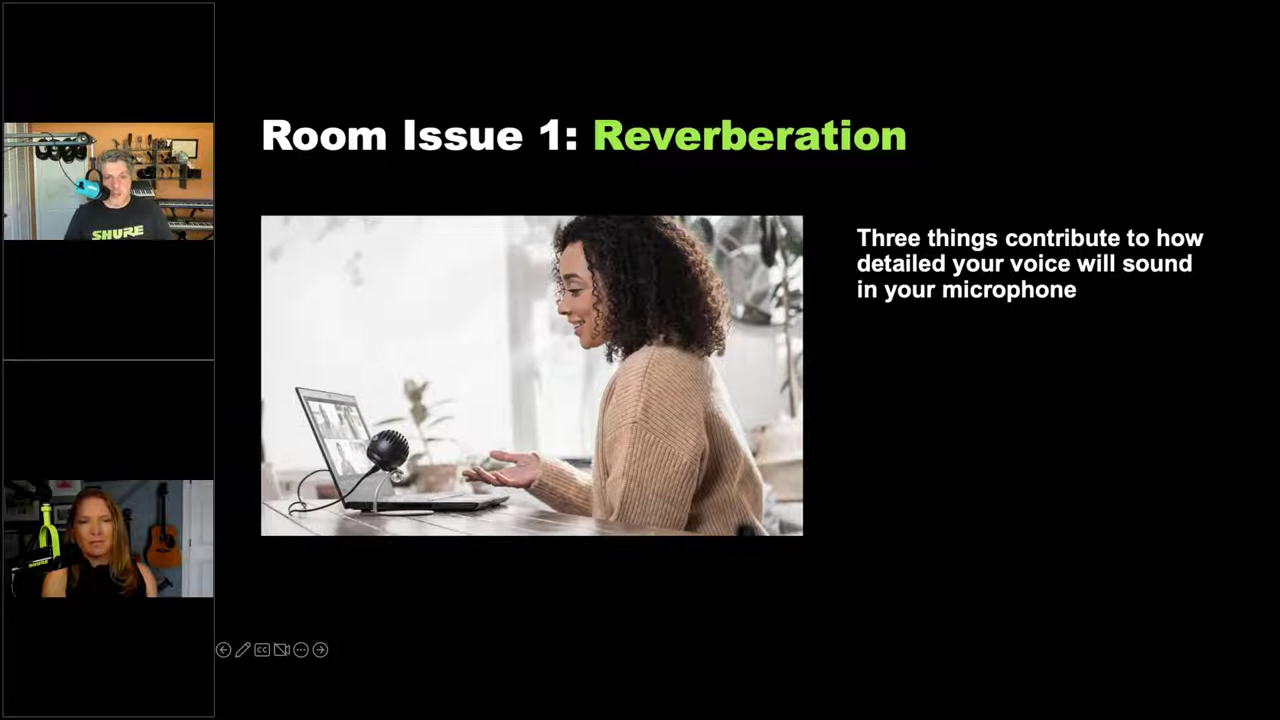 Room Issue 1: Reverberation
SHURE
Three things contribute to how
detailed your voice will sound
in your microphone
SHURE
CC